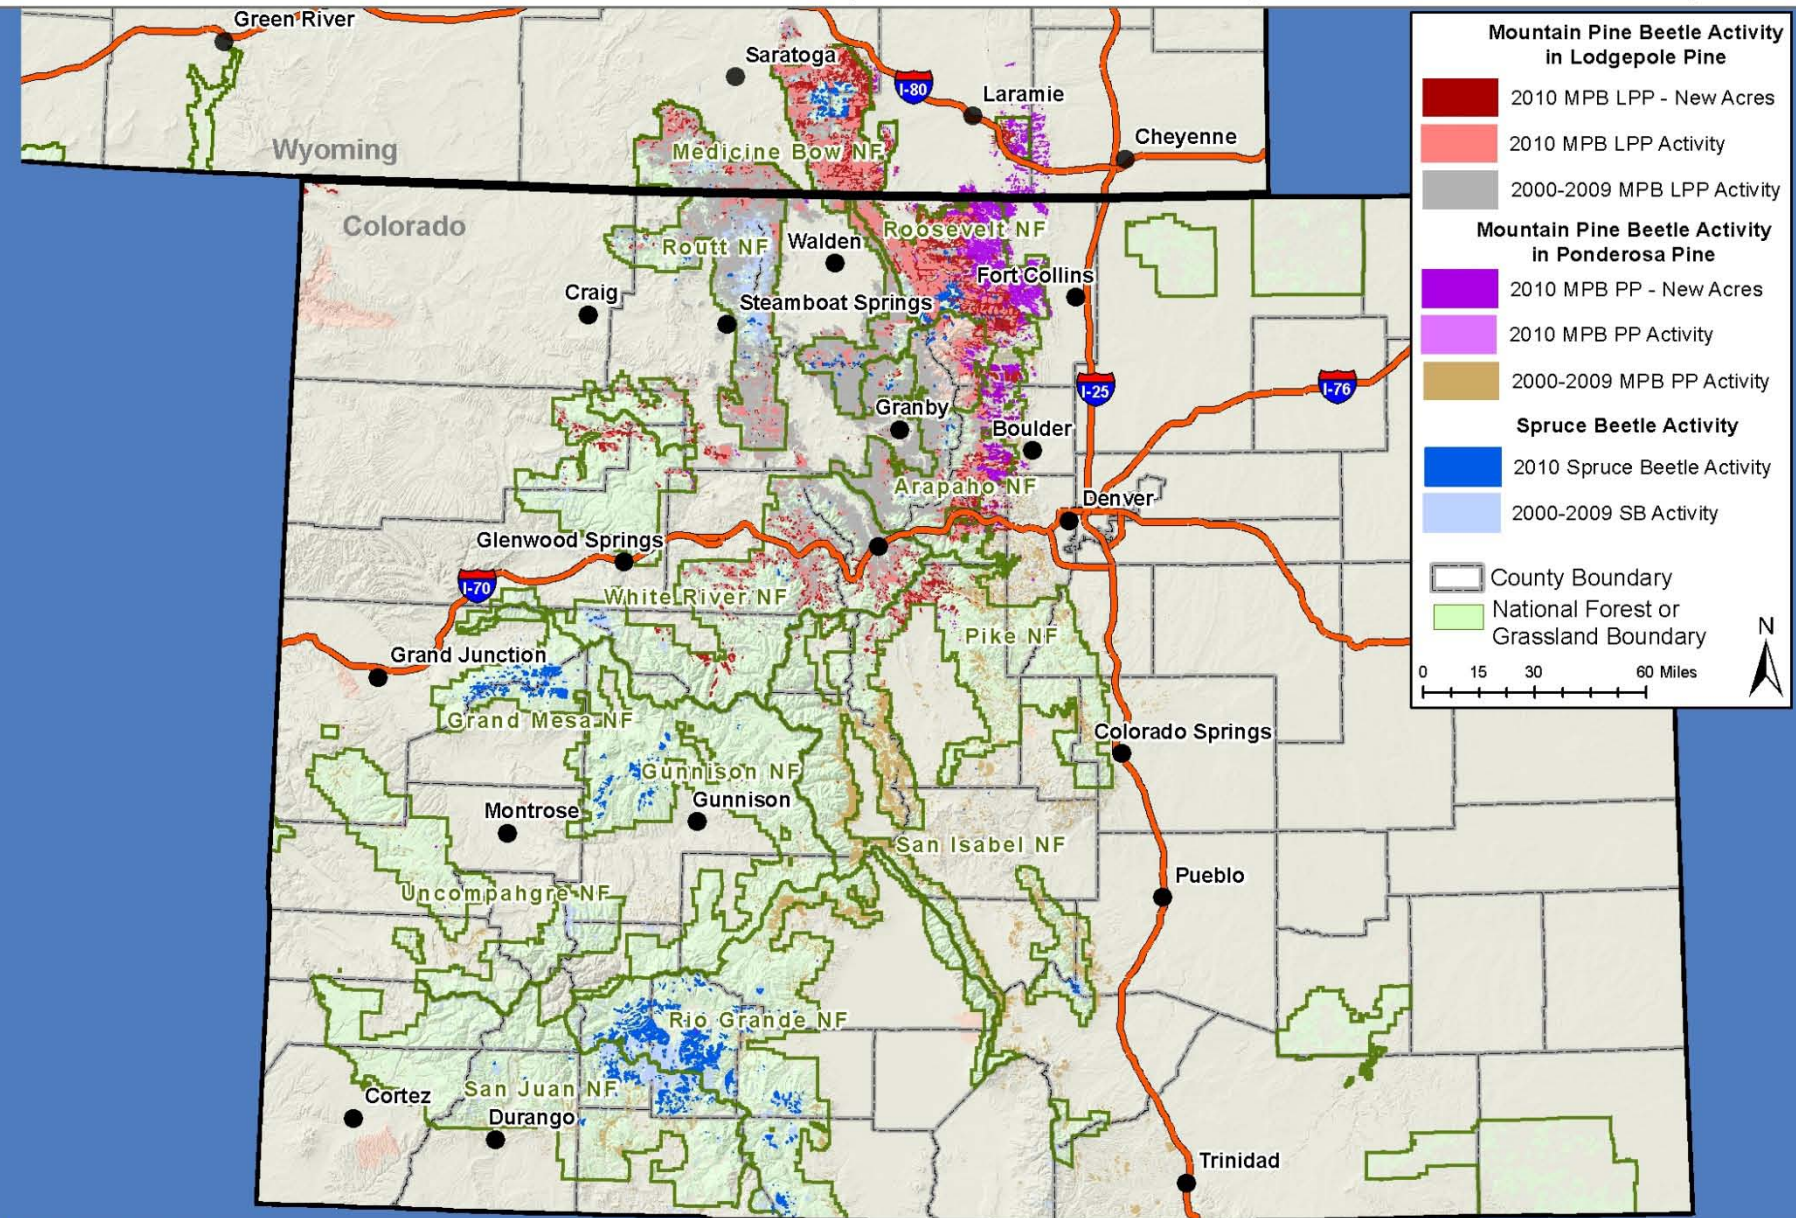 Green River
Saratoga
I-80
Laramie
Cheyenne
Wyoming
Medicine Bow NF
Colorado
Routt NF
Walden
Roosevelt NF
Fort Collins
Craig
Steamboat Springs
I-25
I-76
Granby
Boulder
Arapaho NF
Denver
Glenwood Springs
I-70
White River NF
Pike NF
Grand Junction
Grand Mesa NF
Colorado Springs
Gunnison NF
Gunnison
Montrose
San Isabel NF
Pueblo
Uncompahgre NF
Rio Grande NF
San Juan NF
Cortez
Durango
Trinidad
Mountain Pine Beetle Activity
in Lodgepole Pine
2010 MPB LPP - New Acres
2010 MPB LPP Activity
2000-2009 MPB LPP Activity
Mountain Pine Beetle Activity
in Ponderosa Pine
2010 MPB PP - New Acres
2010 MPB PP Activity
2000-2009 MPB PP Activity
Spruce Beetle Activity
2010 Spruce Beetle Activity
2000-2009 SB Activity
County Boundary
National Forest or
Grassland Boundary
N
0 15 30 60 Miles